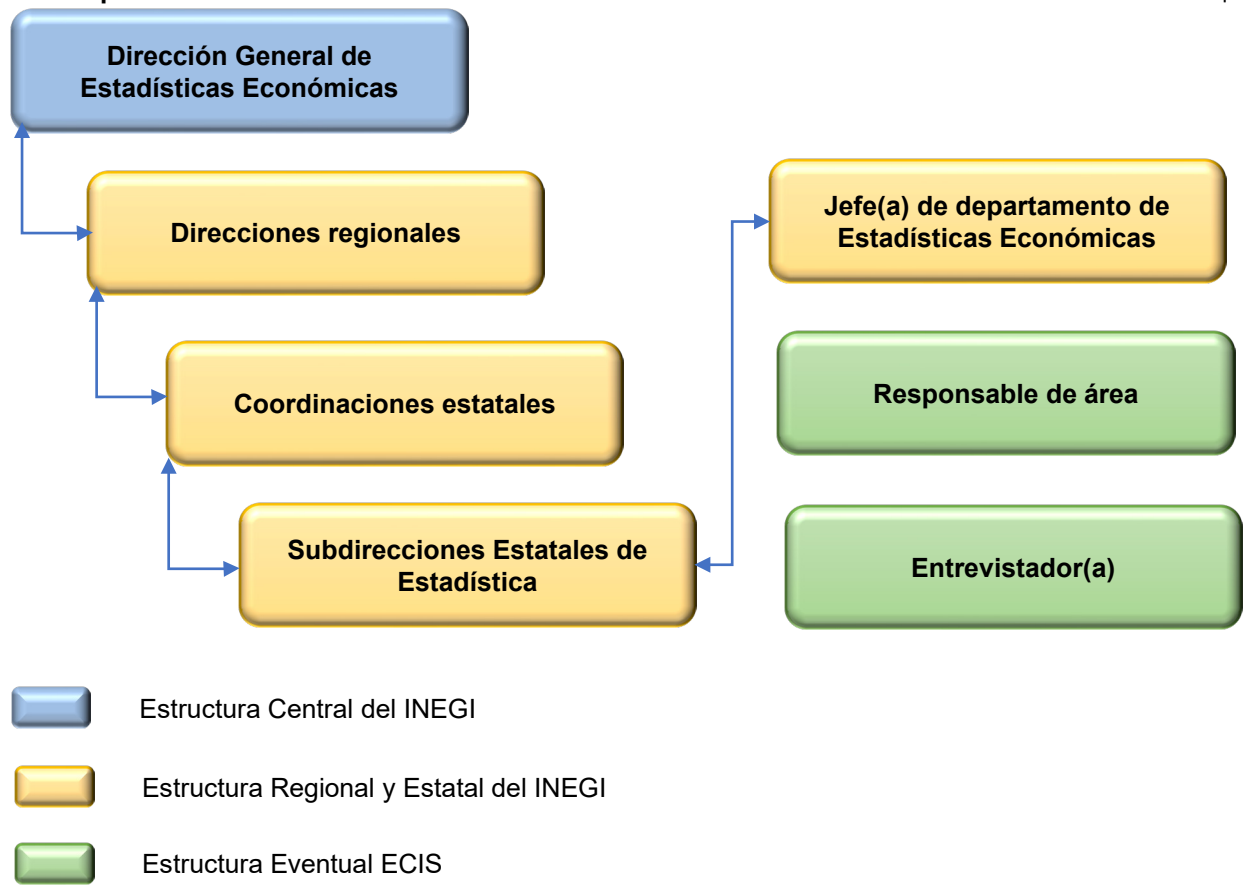 Dirección General de
Estadísticas Económicas
Direcciones regionales
Coordinaciones estatales
Subdirecciones Estatales de
Estadística
Jefe(a) de departamento de
Estadísticas Económicas
Responsable de área
Entrevistador(a)
Estructura Central del INEGI
Estructura Regional y Estatal del INEGI
Estructura Eventual ECIS